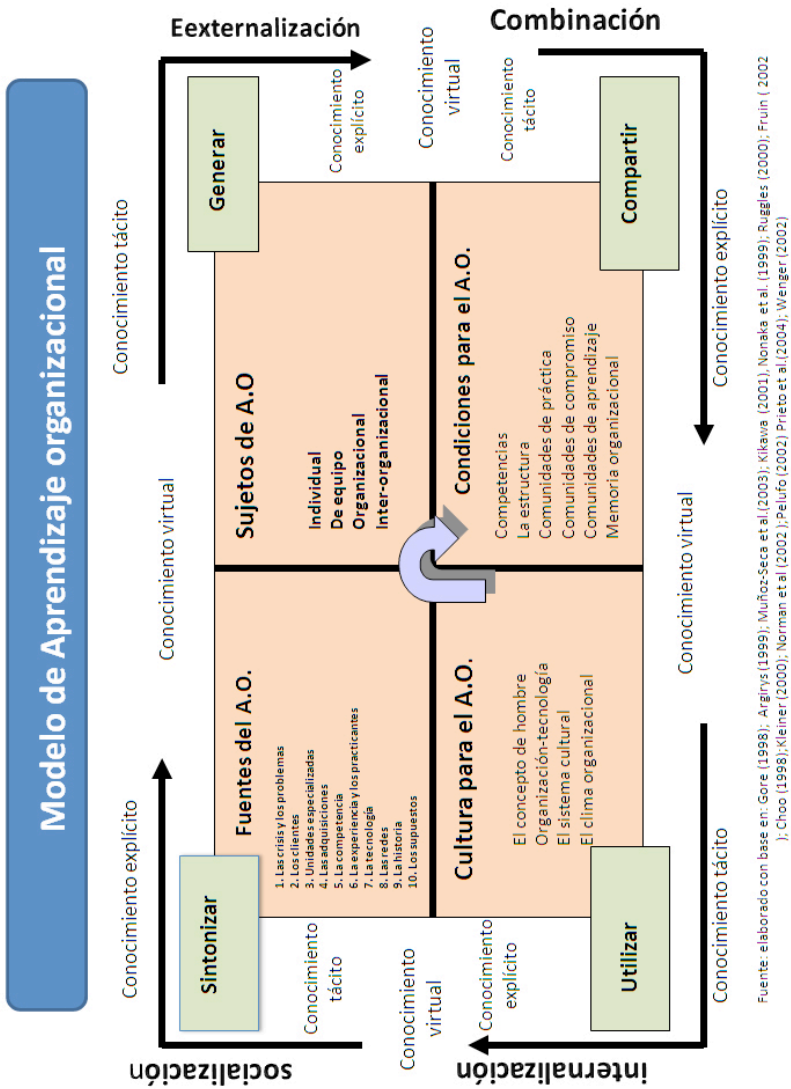 Modelo de Aprendizaje organizacional
Conocimiento explícito
Conocimiento virtual
Conocimiento tácito
socialización
Eexternalización
Sintonizar
Generar
Conocimiento
tácito
Fuentes del A.O.
1. Las crisis y los problemas
2. Los clientes
3. Unidades especializadas
4. Las adquisiciones
5. La competencia
6. La experiencia y los practicantes
7. La tecnología
8. Las redes
9. La historia
10. Los supuestos
Sujetos de A.O
Individual
De equipo
Organizacional
Inter-organizacional
Conocimiento
explícito
Conocimiento
virtual
Conocimiento
virtual
Conocimiento
explícito
Cultura para el A.O.
El concepto de hombre
Organización-tecnología
El sistema cultural
El clima organizacional
Condiciones para el A.O.
Competencias
La estructura
Comunidades de práctica
Comunidades de compromiso
Comunidades de aprendizaje
Memoria organizacional
Conocimiento
tácito
internalización
Combinación
Utilizar
Compartir
Conocimiento tácito
Conocimiento virtual
Conocimiento explícito
Fuente: elaborado con base en: Gore (1998); Argirys (1999); Muñoz-Seca et al.(2003); Kikawa (2001), Nonaka et al. (1999); Ruggles (2000); Fruin ( 2002
); Choo (1998);Kleiner (2000); Norman et al (2002 );Pelufo (2002) Prieto et al.(2004); Wenger (2002)